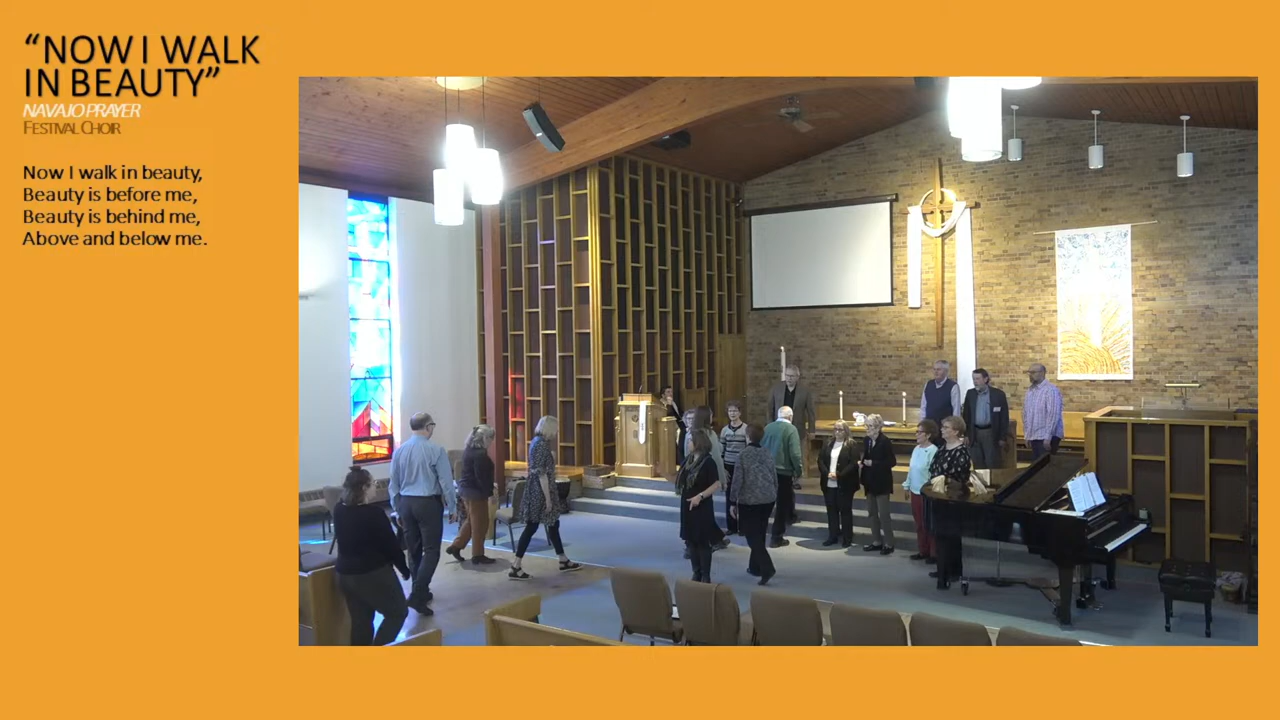 “NOW I WALK
IN BEAUTY”
NAVAJO PRAYER
FESTIVAL CHOIR
Now I walk in beauty,
Beauty is before me,
Beauty is behind me,
Above and below me.